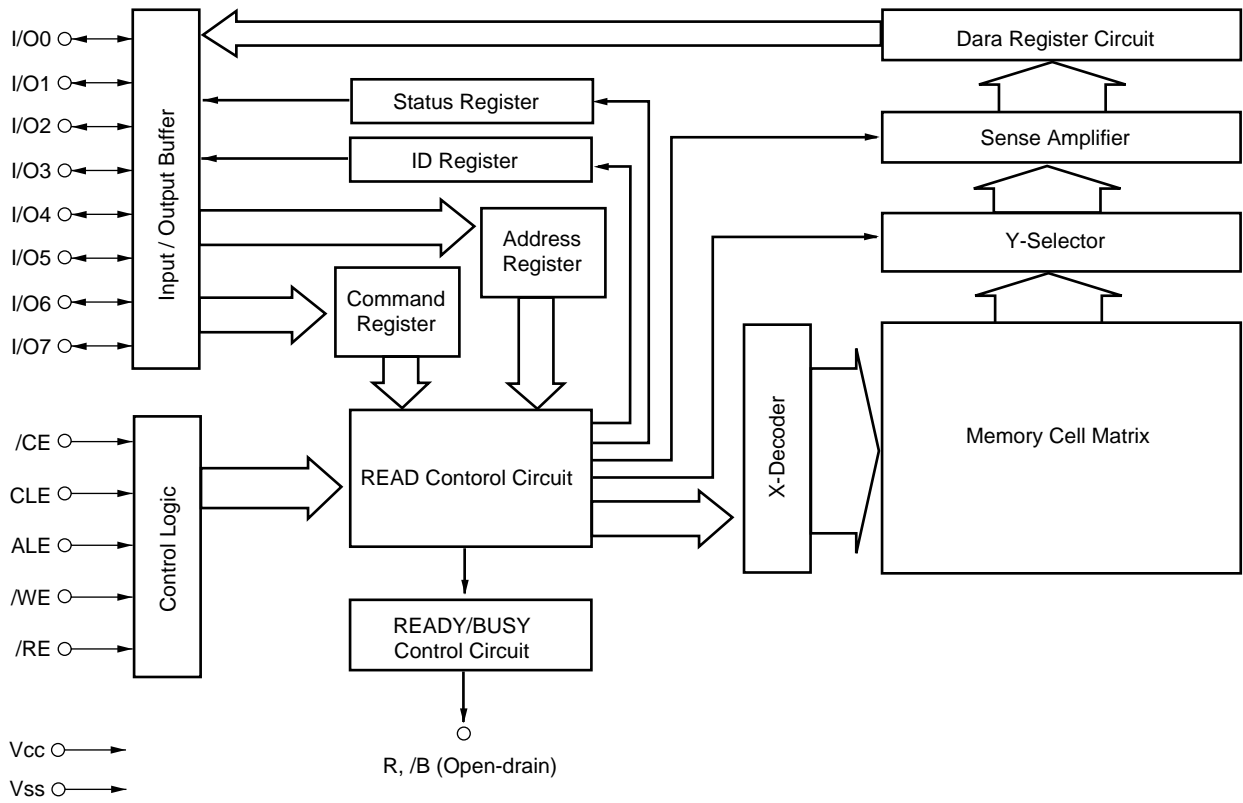 I/O0
I/O1
I/O2
I/O3
I/O4
I/O5
I/O6
I/O7
Input / Output Buffer
Dara Register Circuit
Status Register
Sense Amplifier
ID Register
Address
Register
Y-Selector
Command
Register
/CE
CLE
ALE
/WE
/RE
Control Logic
READ Contorol Circuit
X-Decoder
Memory Cell Matrix
READY/BUSY
Control Circuit
R, /B (Open-drain)
Vcc
Vss